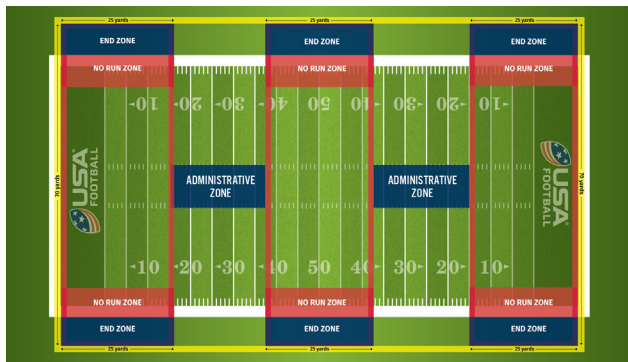 25 yards 25 yards 25 yards
END ZONE END ZONE END ZONE
NO RUN ZONE NO RUN ZONE NO RUN ZONE
10 20 30 40 50 40 30 20 10
70 yards
USA
FOOTBALL
ADMINISTRATIVE
ZONE
ADMINISTRATIVE
ZONE
USA
FOOTBALL
70 yards
10 20 30 40 50 40 30 20 10
NO RUN ZONE NO RUN ZONE NO RUN ZONE
END ZONE END ZONE END ZONE
25 yards 25 yards 25 yards